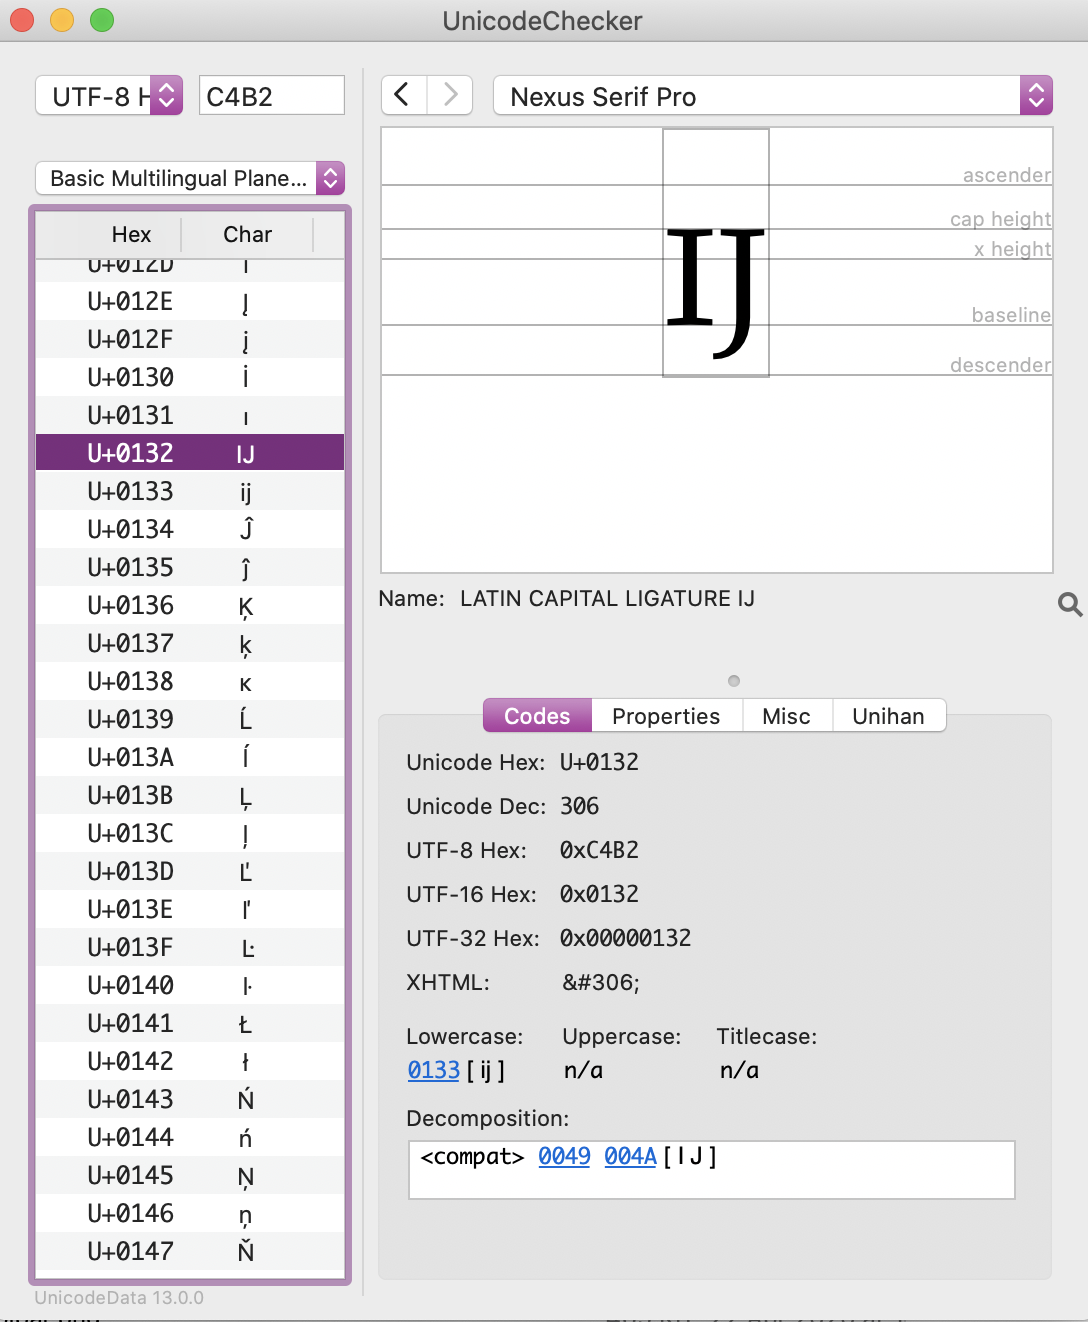 UnicodeChecker
UTF-8 H
C4B2
Nexus Serif Pro
Basic Multilingual Plane...
Hex Char
U+012D ĭ
U+012E Į
U+012F į
U+0130 İ
U+0131 ı
U+0132 Ĳ
U+0133 ĳ
U+0134 Ĵ
U+0135 ĵ
U+0136 Ķ
U+0137 ķ
U+0138 ĸ
U+0139 Ĺ
U+013A ĺ
U+013B Ļ
U+013C ļ
U+013D Ľ
U+013E ľ
U+013F Ŀ
U+0140 ŀ
U+0141 Ł
U+0142 ł
U+0143 Ń
U+0144 ń
U+0145 Ņ
U+0146 ņ
U+0147 Ň
UnicodeData 13.0.0
ascender
cap height
x height
Ĳ
baseline
descender
Name: LATIN CAPITAL LIGATURE IJ
Codes Properties Misc Unihan
Unicode Hex: U+0132
Unicode Dec: 306
UTF-8 Hex: 0xC4B2
UTF-16 Hex: 0x0132
UTF-32 Hex: 0x00000132
XHTML: &#306;
Lowercase: Uppercase: Titlecase:
0133 [ ĳ ] n/a n/a
Decomposition:
<compat> 0049 004A [ I J ]